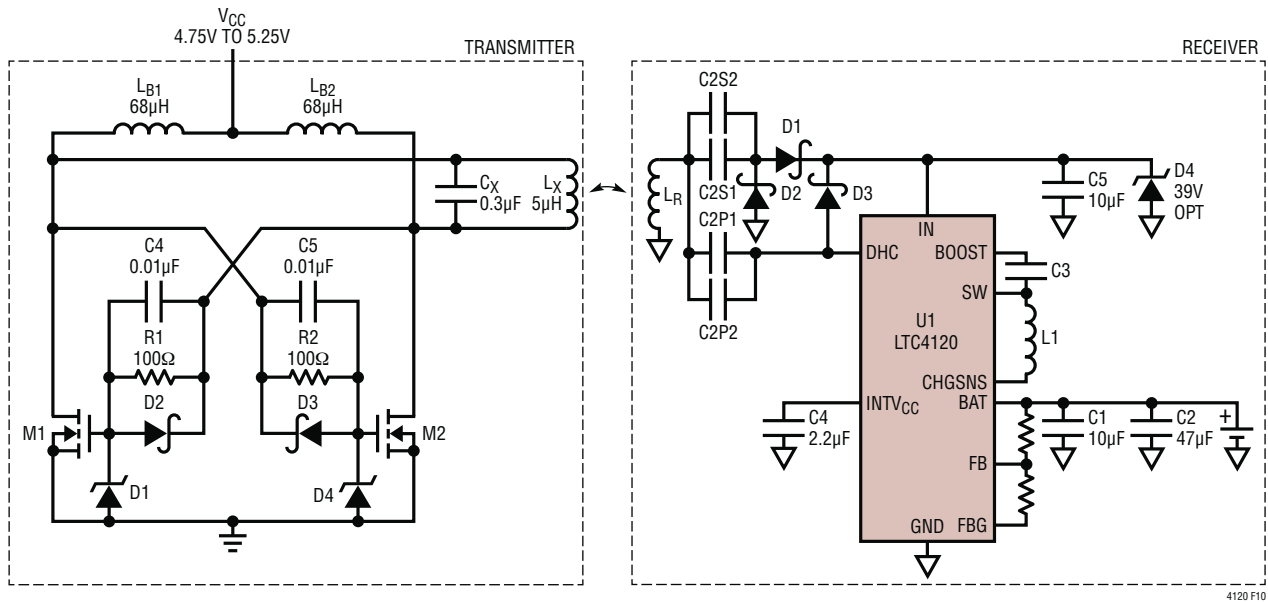 VCC
4.75V TO 5.25V
TRANSMITTER
LB1
68µH
LB2
68µH
CX
0.3µF
LX
5µH
C4
0.01µF
C5
0.01µF
R1
100Ω
R2
100Ω
D2
D3
M1
M2
D1
D4
RECEIVER
C2S2
D1
LR
C2S1
D2
D3
C2P1
C2P2
C5
10µF
D4
39V
OPT
IN
DHC
BOOST
C3
SW
U1
LTC4120
L1
CHGSNS
INTVCC
BAT
C4
2.2µF
C1
10µF
C2
47µF
+
FB
GND
FBG
4120 F10